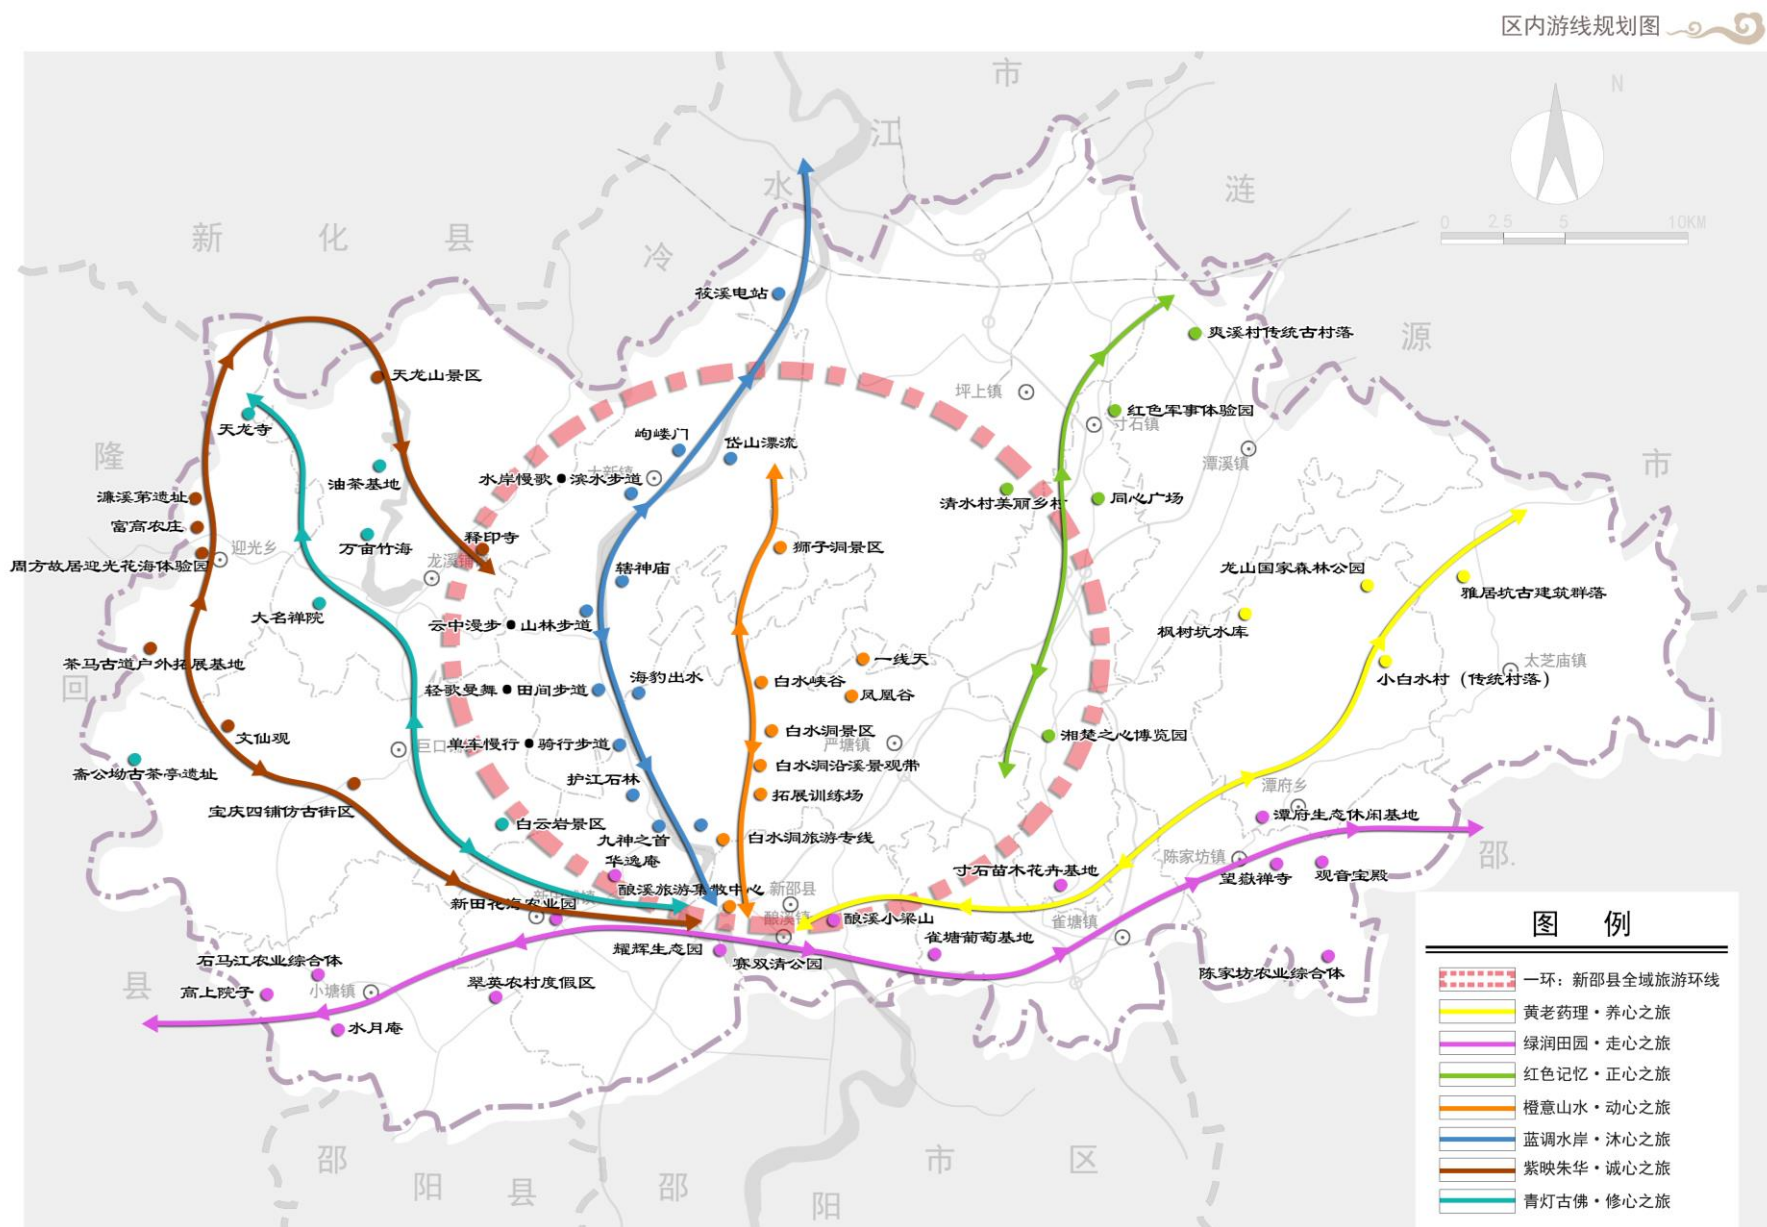 区内游线规划图
市
N
江
水
涟
新化县
冷
0 2.5 5 10KM
筱溪电站
爽溪村传统古村落
源
天龙山景区
坪上镇
红色军事体验园
天龙寺
寸石镇
岣嵝门
岱山漂流
潭溪镇
隆
市
油茶基地
大新镇
水岸慢歌●滨水步道
濂溪茅遗址
清水村美丽乡村
同心广场
富高农庄
万亩竹海
释印寺
迎光乡
狮子洞景区
周方故居迎光花海体验园
龙溪铺
辖神庙
龙山国家森林公园
雅居坑古建筑群落
大名禅院
云中漫步●山林步道
枫树坑水库
茶马古道户外拓展基地
一线天
太芝庙镇
回
轻歌曼舞●田间步道
海豹出水
白水峡谷
凤凰谷
小白水村（传统村落）
文仙观
巨口
单车慢行●骑行步道
白水洞景区
严塘镇
湘楚之心博览园
斋公坳古茶亭遗址
白水洞沿溪景观带
护江石林
拓展训练场
潭府乡
宝庆四铺仿古街区
潭府生态休闲基地
白云岩景区
九神之首
白水洞旅游专线
华逸庵
陈家坊镇
邵
寸石苗木花卉基地
望嶽禅寺
观音宝殿
酿溪旅游集散中心
新邵县
新田花海农业园
酿溪镇
酿溪小梁山
雀塘镇
耀辉生态园
赛双清公园
雀塘葡萄基地
石马江农业综合体
陈家坊农业综合体
县
高上院子
小塘镇
翠英农村度假区
水月庵
图例
一环：新邵县全域旅游环线
黄老药理·养心之旅
绿润田园·走心之旅
红色记忆·正心之旅
橙意山水·动心之旅
蓝调水岸·沐心之旅
紫映朱华·诚心之旅
青灯古佛·修心之旅
邵阳县
邵阳市区